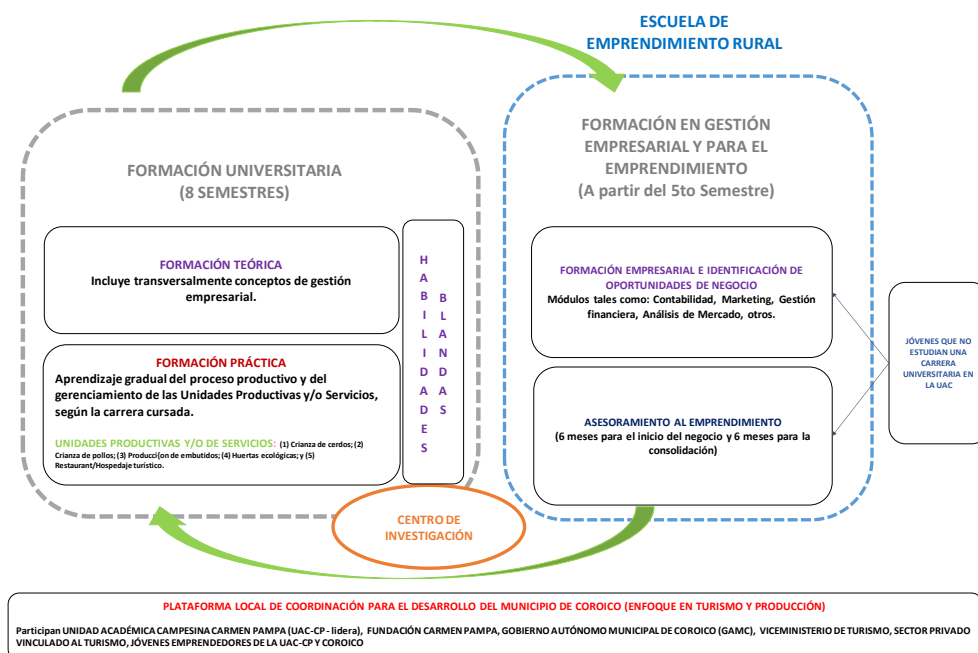 ESCUELA DE
EMPRENDIMIENTO RURAL
FORMACIÓN UNIVERSITARIA
(8 SEMESTRES)
FORMACIÓN TEÓRICA
Incluye transversalmente conceptos de gestión
empresarial.
FORMACIÓN PRÁCTICA
Aprendizaje gradual del proceso productivo y del
gerenciamiento de las Unidades Productivas y/o Servicios,
según la carrera cursada.
UNIDADES PRODUCTIVAS Y/O DE SERVICIOS: (1) Crianza de cerdos; (2)
Crianza de pollos; (3) Producci{on de embutidos; (4) Huertas ecológicas; y (5)
Restaurant/Hospedaje turístico.
HABILIDADES
BLANDAS
CENTRO DE
INVESTIGACIÓN
FORMACIÓN EN GESTIÓN
EMPRESARIAL Y PARA EL
EMPRENDIMIENTO
(A partir del 5to Semestre)
FORMACIÓN EMPRESARIAL E IDENTIFICACIÓN DE
OPORTUNIDADES DE NEGOCIO
Módulos tales como: Contabilidad, Marketing, Gestión
financiera, Análisis de Mercado, otros.
ASESORAMIENTO AL EMPRENDIMIENTO
(6 meses para el inicio del negocio y 6 meses para la
consolidación)
JÓVENES QUE NO
ESTUDIAN UNA
CARRERA
UNIVERSITARIA EN
LA UAC
PLATAFORMA LOCAL DE COORDINACIÓN PARA EL DESARROLLO DEL MUNICIPIO DE COROICO (ENFOQUE EN TURISMO Y PRODUCCIÓN)
Participan UNIDAD ACADÉMICA CAMPESINA CARMEN PAMPA (UAC-CP - lidera), FUNDACIÓN CARMEN PAMPA, GOBIERNO AUTÓNOMO MUNICIPAL DE COROICO (GAMC), VICEMINISTERIO DE TURISMO, SECTOR PRIVADO
VINCULADO AL TURISMO, JÓVENES EMPRENDEDORES DE LA UAC-CP Y COROICO